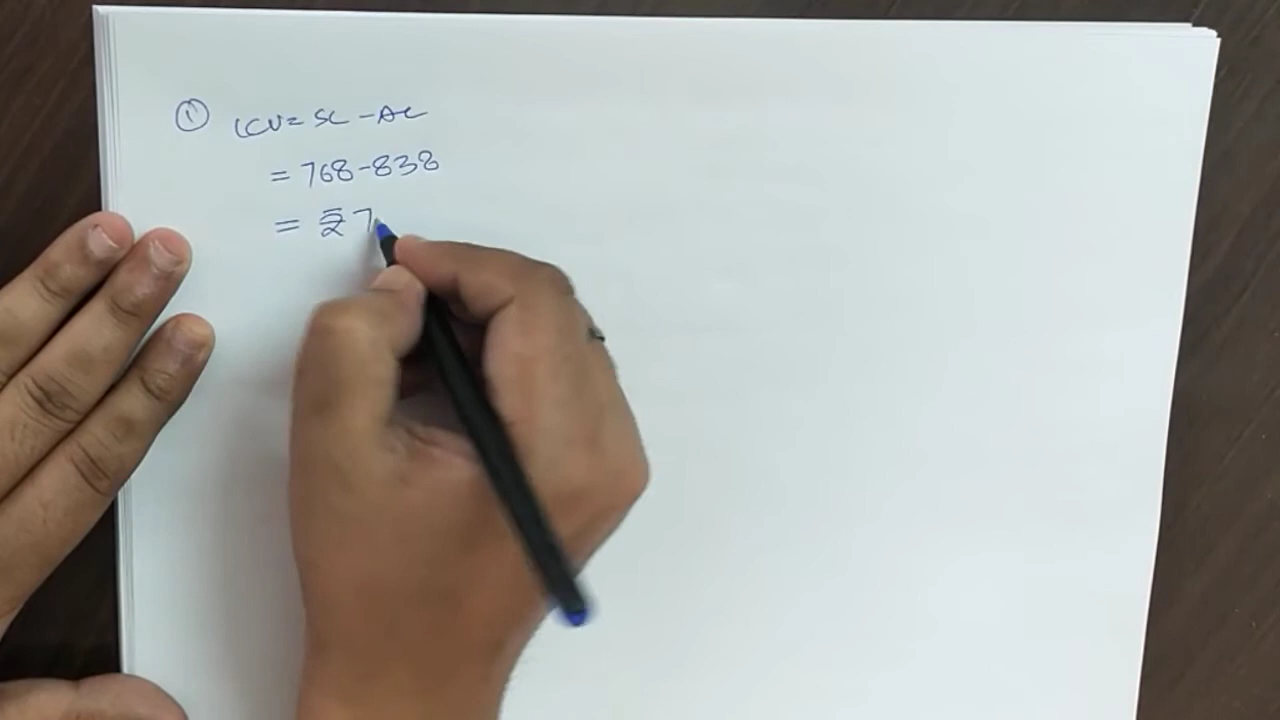 ① LCV = SC - AC
= 768-838
= ₹ 7